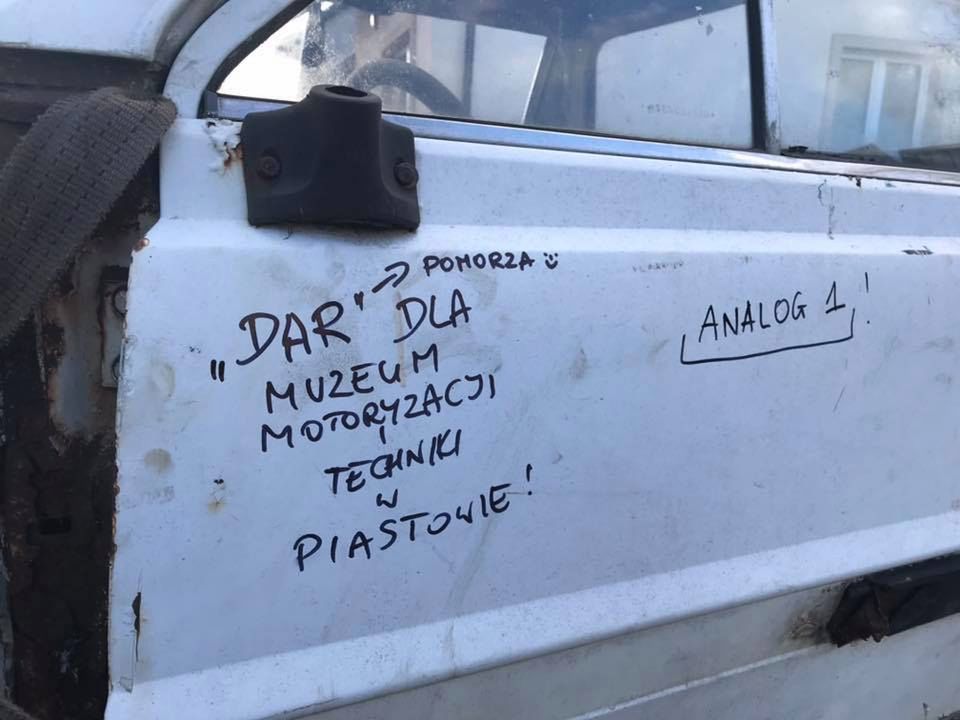 „DAR” → POMORZA ☺
DLA
MUZEUM
MOTORYZACJI
I
TECHNIKI
W
PIASTOWIE!
ANALOG 1!